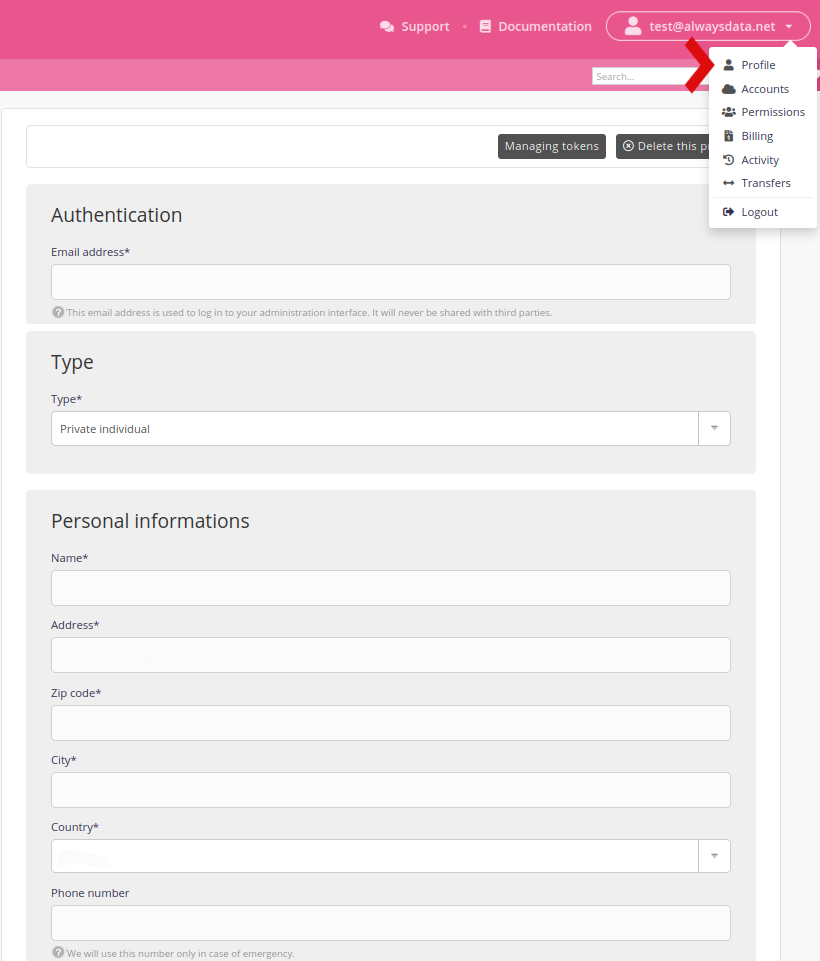 Support
Documentation
test@alwaysdata.net
Search...
Profile
Accounts
Permissions
Billing
Activity
Transfers
Logout
Managing tokens
Delete this
Authentication
Email address*
This email address is used to log in to your administration interface. It will never be shared with third parties.
Type
Type*
Private individual
Personal informations
Name*
Address*
Zip code*
City*
Country*
Phone number
We will use this number only in case of emergency.